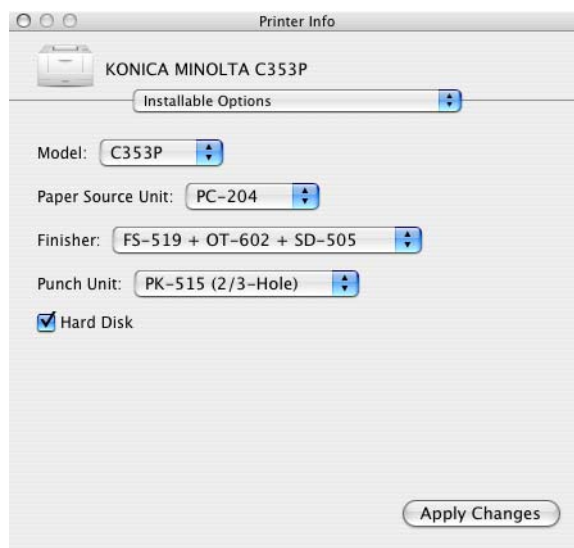 Printer Info
KONICA MINOLTA C353P
Installable Options
Model: C353P
Paper Source Unit: PC-204
Finisher: FS-519 + OT-602 + SD-505
Punch Unit: PK-515 (2/3-Hole)
Hard Disk
Apply Changes